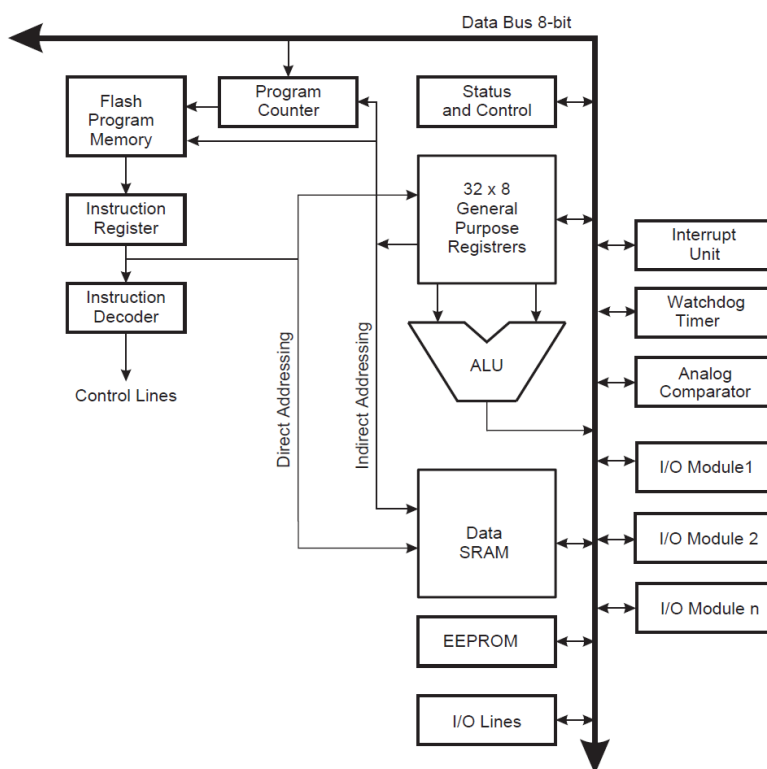 Data Bus 8-bit
Flash
Program
Memory
Program
Counter
Status
and Control
32 x 8
General
Purpose
Registrers
Instruction
Register
Interrupt
Unit
Instruction
Decoder
Watchdog
Timer
ALU
Analog
Comparator
Control Lines
Direct Addressing
Indirect Addressing
I/O Module1
Data
SRAM
I/O Module 2
I/O Module n
EEPROM
I/O Lines